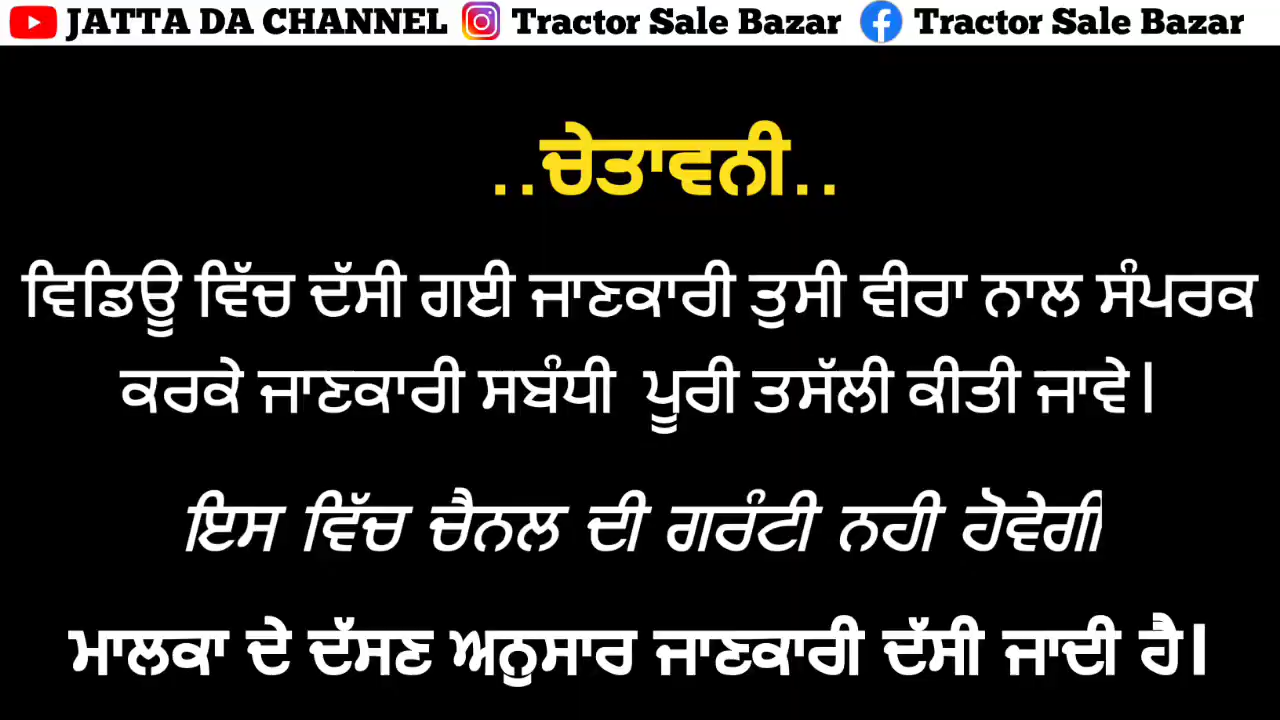 JATTA DA CHANNEL Tractor Sale Bazar Tractor Sale Bazar
..ਚੇਤਾਵਨੀ..
ਵਿਡਿਊ ਵਿੱਚ ਦੱਸੀ ਗਈ ਜਾਣਕਾਰੀ ਤੁਸੀ ਵੀਰਾ ਨਾਲ ਸੰਪਰਕ
ਕਰਕੇ ਜਾਣਕਾਰੀ ਸਬੰਧੀ ਪੂਰੀ ਤਸੱਲੀ ਕੀਤੀ ਜਾਵੇ।
ਇਸ ਵਿੱਚ ਚੈਨਲ ਦੀ ਗਰੰਟੀ ਨਹੀ ਹੋਵੇਗੀ
ਮਾਲਕਾ ਦੇ ਦੱਸਣ ਅਨੁਸਾਰ ਜਾਣਕਾਰੀ ਦੱਸੀ ਜਾਦੀ ਹੈ।